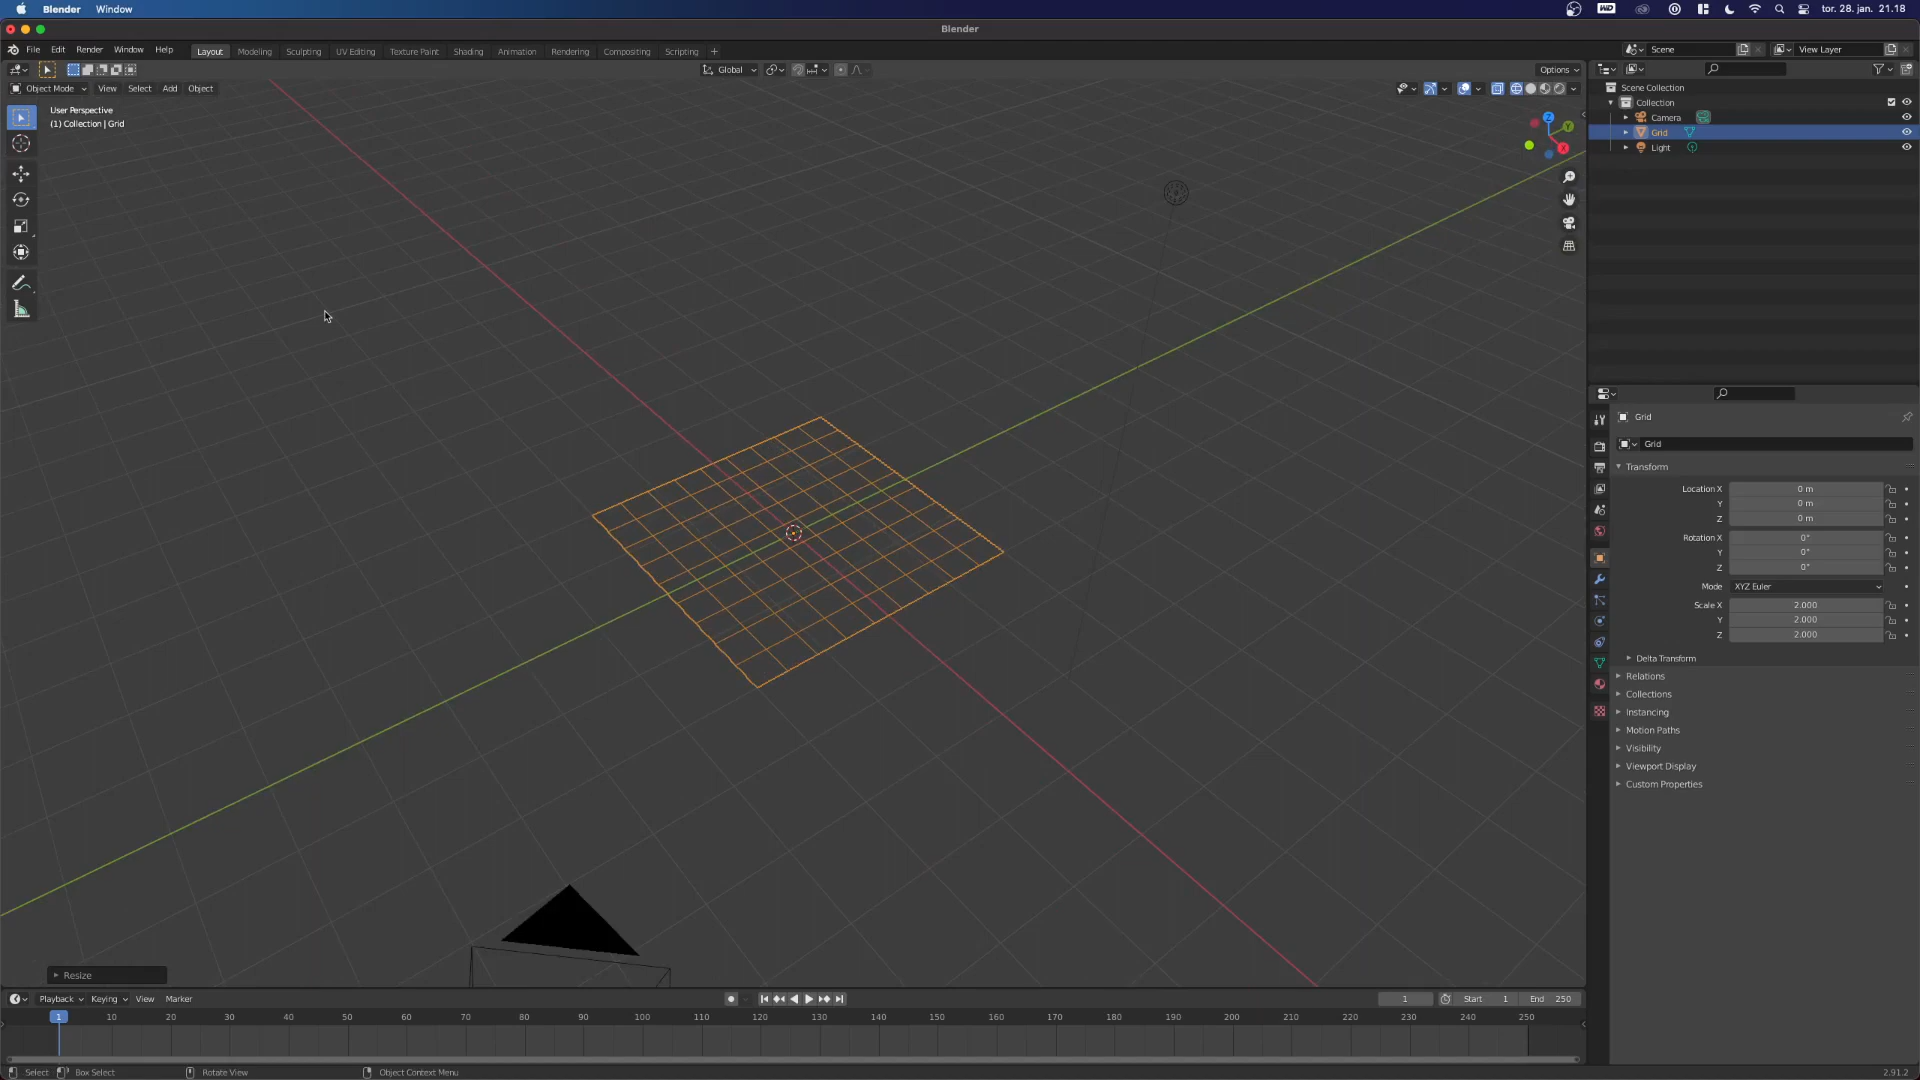 Blender Window
WD
tor. 28. jan. 21.18
Blender
File Edit Render Window Help
Layout Modeling Sculpting UV Editing Texture Paint Shading Animation Rendering Compositing Scripting +
Scene
View Layer
Global
Options
Object Mode View Select Add Object
User Perspective
(1) Collection | Grid
Z
Y
X
Scene Collection
Collection
Camera
Grid
Light
Grid
Grid
Transform
Location X 0 m
Y 0 m
Z 0 m
Rotation X 0°
Y 0°
Z 0°
Mode XYZ Euler
Scale X 2.000
Y 2.000
Z 2.000
Delta Transform
Relations
Collections
Instancing
Motion Paths
Visibility
Viewport Display
Custom Properties
Resize
Playback Keying View Marker
1
Start 1
End 250
1 10 20 30 40 50 60 70 80 90 100 110 120 130 140 150 160 170 180 190 200 210 220 230 240 250
Select Box Select Rotate View Object Context Menu
2.91.2